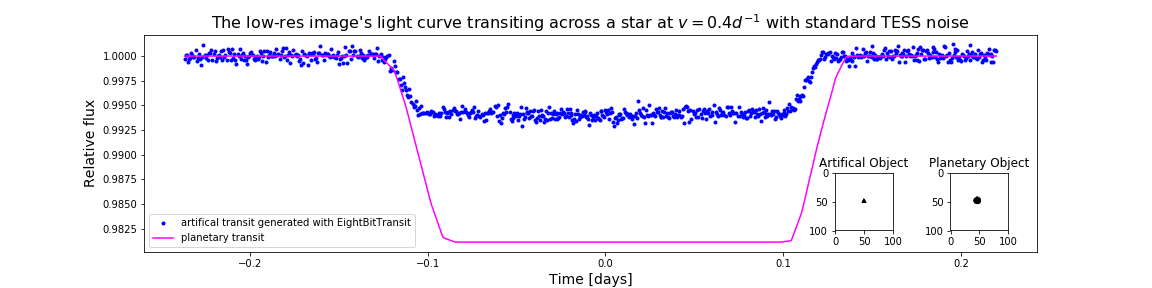 The low-res image's light curve transiting across a star at v = 0.4d⁻¹ with standard TESS noise
Relative flux
1.0000
0.9975
0.9950
0.9925
0.9900
0.9875
0.9850
0.9825
artifical transit generated with EightBitTransit
planetary transit
Artifical Object
0
50
100
0 50 100
Planetary Object
0
50
100
0 50 100
−0.2 −0.1 0.0 0.1 0.2
Time [days]